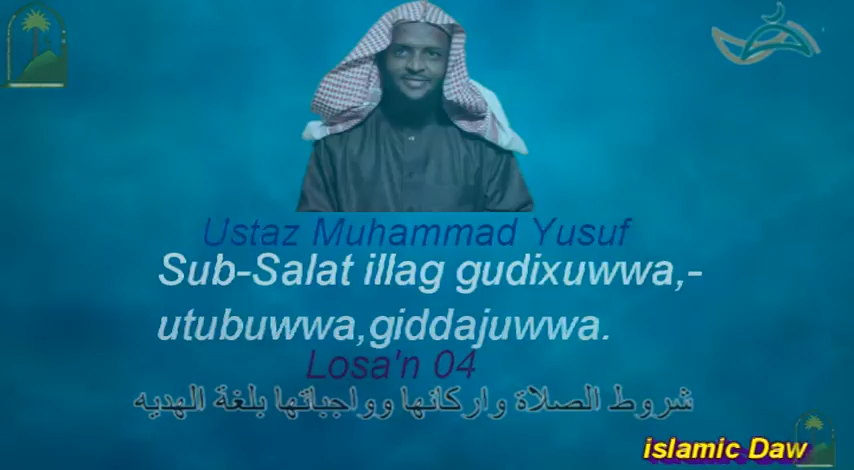 Ustaz Muhammad Yusuf
Sub-Salat illag gudixuwwa,-
utubuwwa,giddajuwwa.
Losa'n 04
شروط الصلاة واركانها وواجباتها بلغة الهديه
islamic Daw